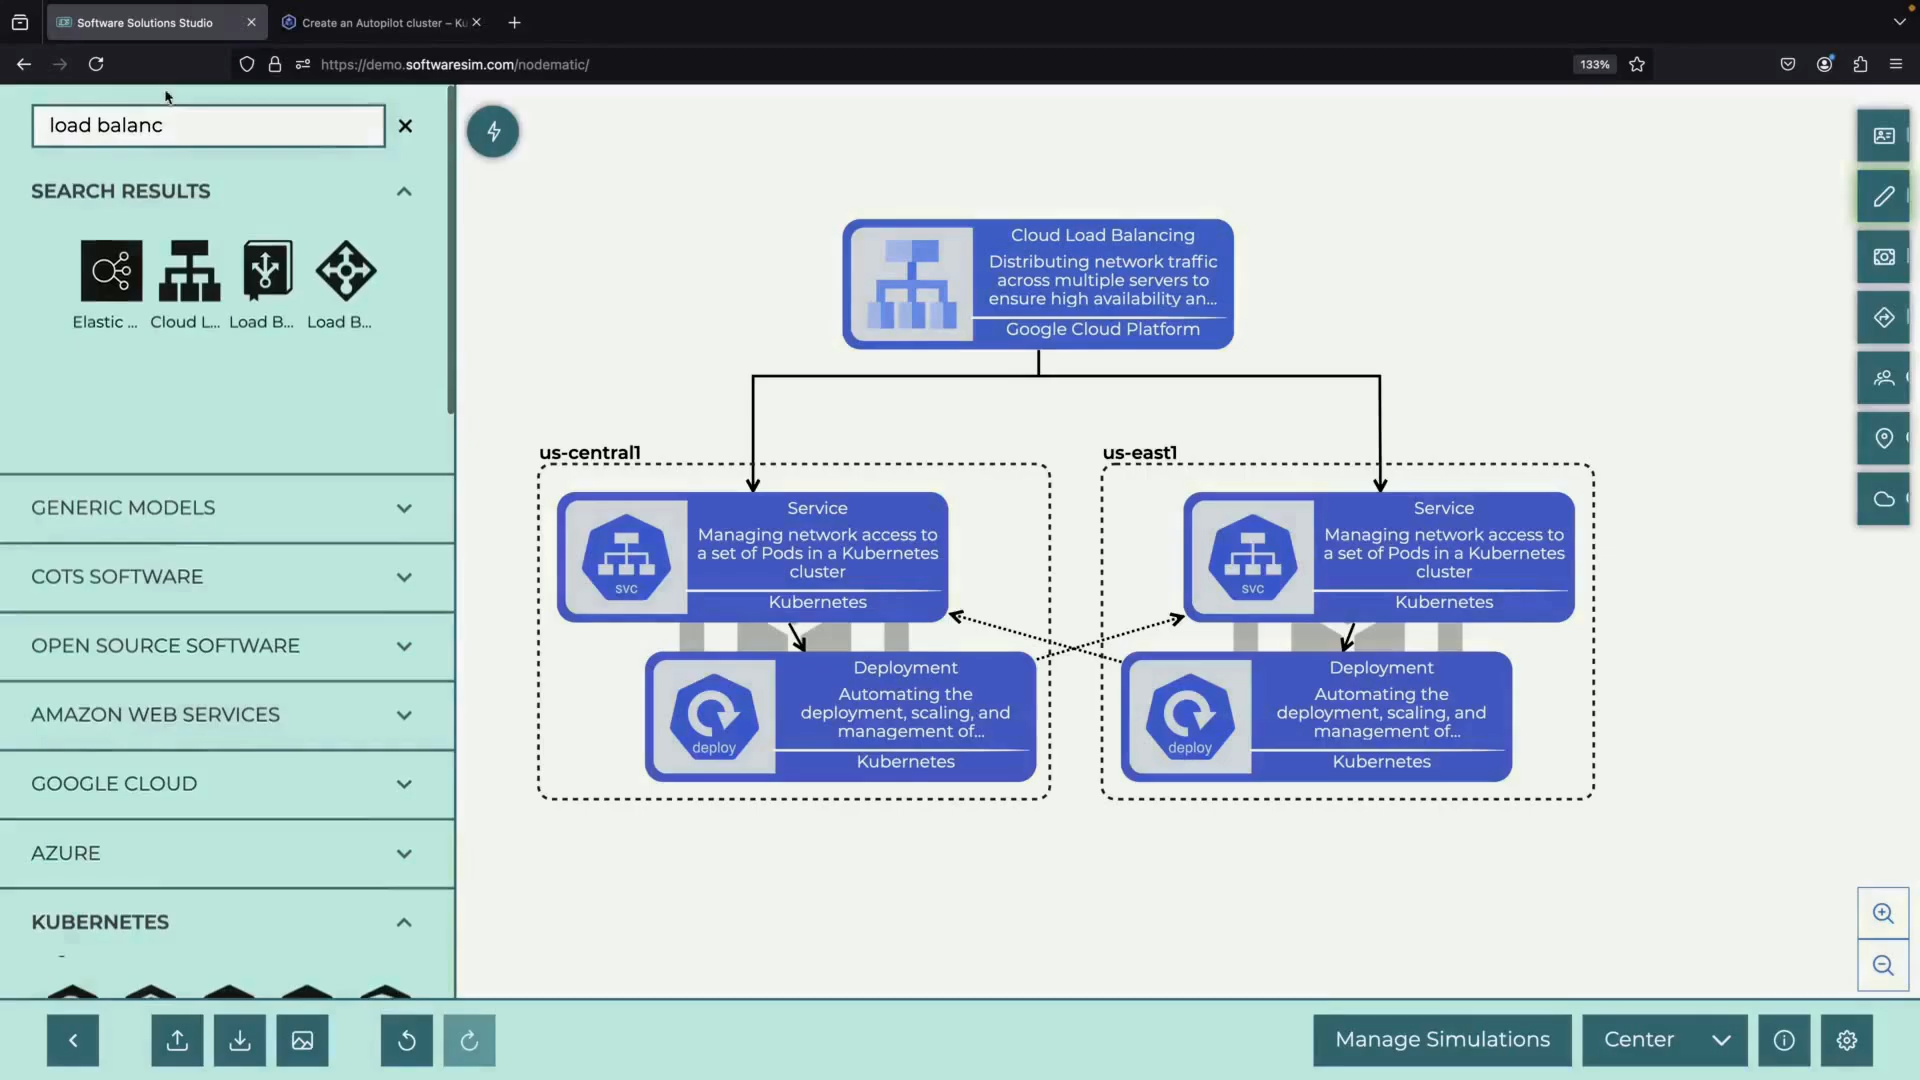 Software Solutions Studio
Create an Autopilot cluster – Ku
https://demo.softwaresim.com/nodematic/
133%
load balanc
SEARCH RESULTS
Elastic ...
Cloud L...
Load B...
Load B...
GENERIC MODELS
COTS SOFTWARE
OPEN SOURCE SOFTWARE
AMAZON WEB SERVICES
GOOGLE CLOUD
AZURE
KUBERNETES
Cloud Load Balancing
Distributing network traffic
across multiple servers to
ensure high availability an...
Google Cloud Platform
us-central1
us-east1
Service
Managing network access to
a set of Pods in a Kubernetes
cluster
svc
Kubernetes
Service
Managing network access to
a set of Pods in a Kubernetes
cluster
svc
Kubernetes
Deployment
Automating the
deployment, scaling, and
management of...
deploy
Kubernetes
Deployment
Automating the
deployment, scaling, and
management of...
deploy
Kubernetes
Manage Simulations
Center